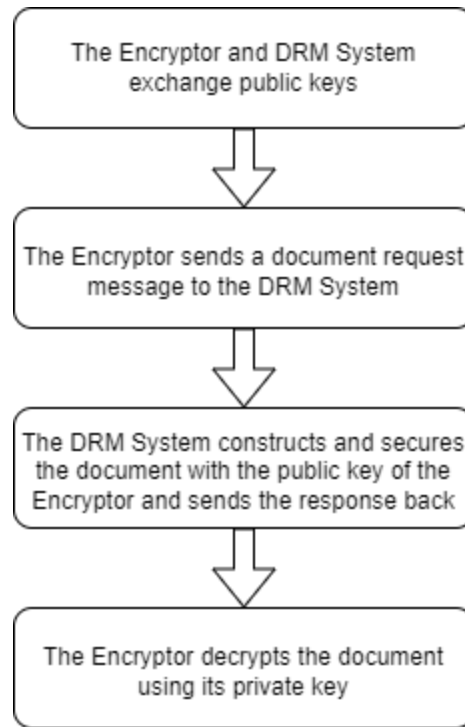 The Encryptor and DRM System
exchange public keys
The Encryptor sends a document request
message to the DRM System
The DRM System constructs and secures
the document with the public key of the
Encryptor and sends the response back
The Encryptor decrypts the document
using its private key